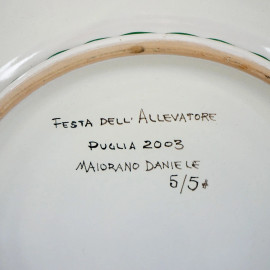 FESTA DELL'ALLEVATORE
PUGLIA 2003
MAIORANO DANIELE
5/5